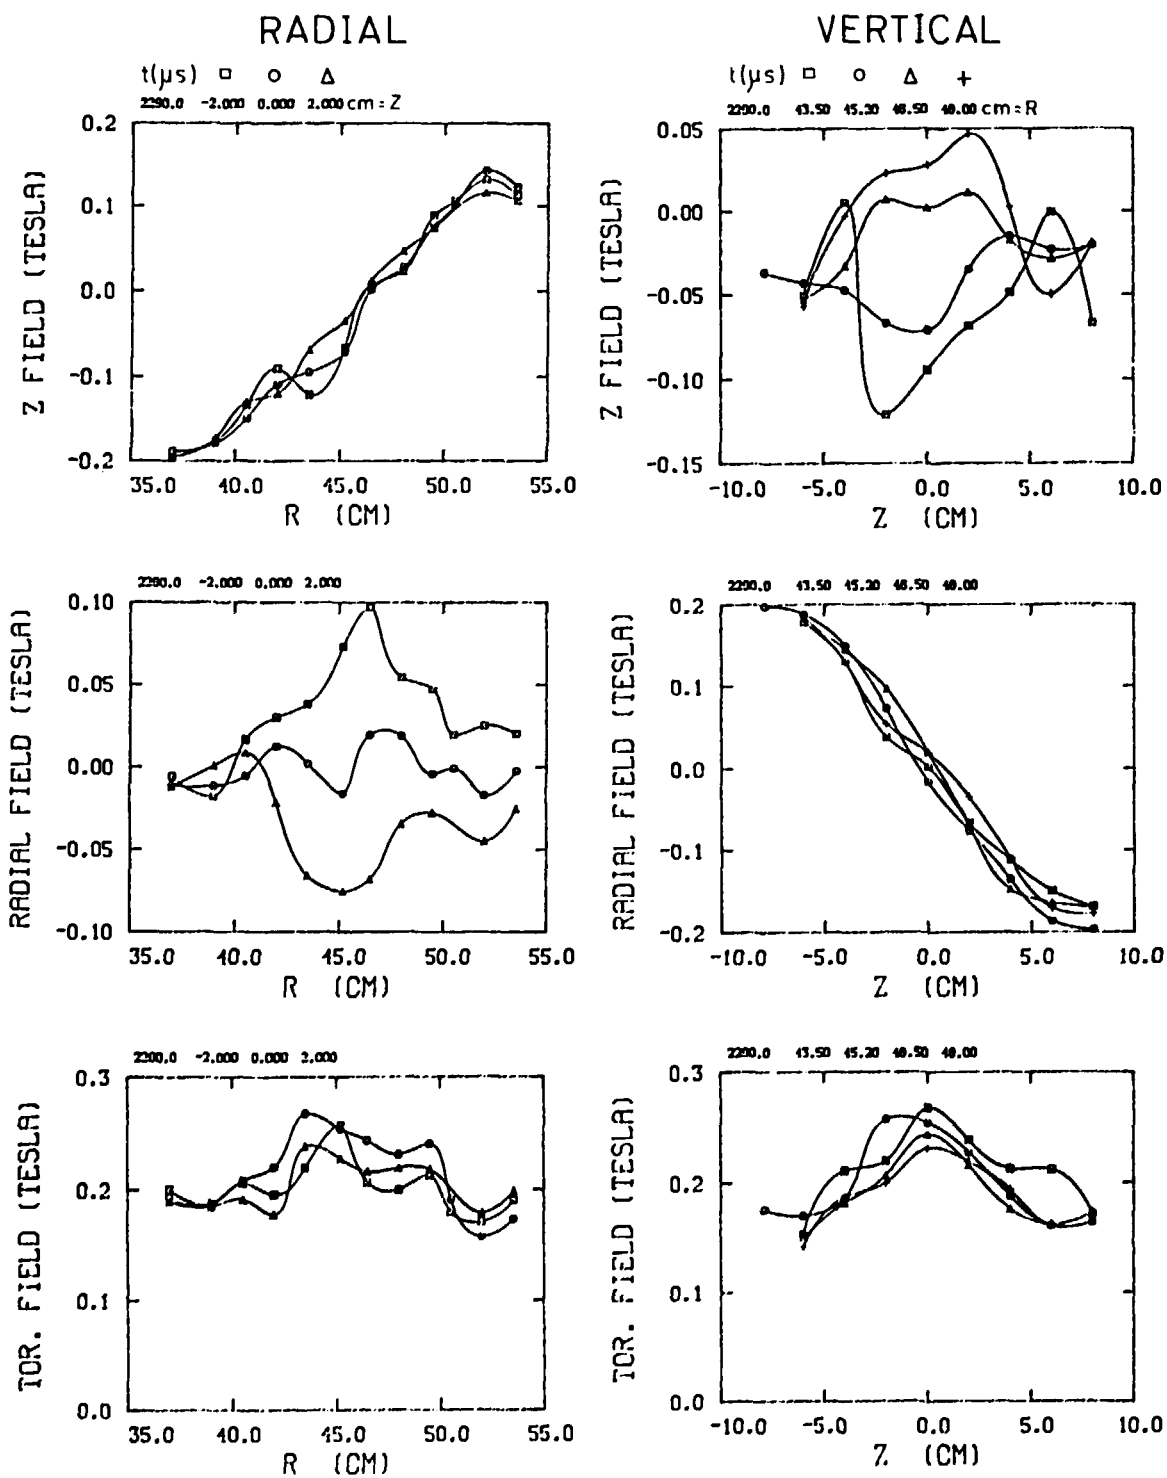 RADIAL
VERTICAL
t(μs) □ ○ △
2290.0 -2.000 0.000 2.000 cm = Z
t(μs) □ ○ △ +
2290.0 43.50 45.20 46.50 48.00 cm = R
0.2
0.1
0.0
-0.1
-0.2
Z FIELD (TESLA)
35.0 40.0 45.0 50.0 55.0
R (CM)
0.05
0.00
-0.05
-0.10
-0.15
Z FIELD (TESLA)
-10.0 -5.0 0.0 5.0 10.0
Z (CM)
2290.0 -2.000 0.000 2.000
0.10
0.05
0.00
-0.05
-0.10
RADIAL FIELD (TESLA)
35.0 40.0 45.0 50.0 55.0
R (CM)
2290.0 43.50 45.20 46.50 48.00
0.2
0.1
0.0
-0.1
-0.2
RADIAL FIELD (TESLA)
-10.0 -5.0 0.0 5.0 10.0
Z (CM)
2290.0 -2.000 0.000 2.000
0.3
0.2
0.1
0.0
TOR. FIELD (TESLA)
35.0 40.0 45.0 50.0 55.0
R (CM)
2290.0 43.50 45.20 46.50 48.00
0.3
0.2
0.1
0.0
TOR. FIELD (TESLA)
-10.0 -5.0 0.0 5.0 10.0
Z (CM)